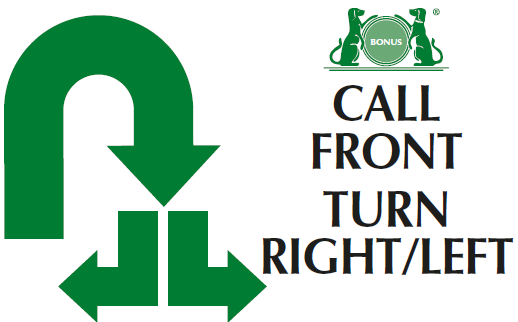 BONUS
®
CALL
FRONT
TURN
RIGHT/LEFT